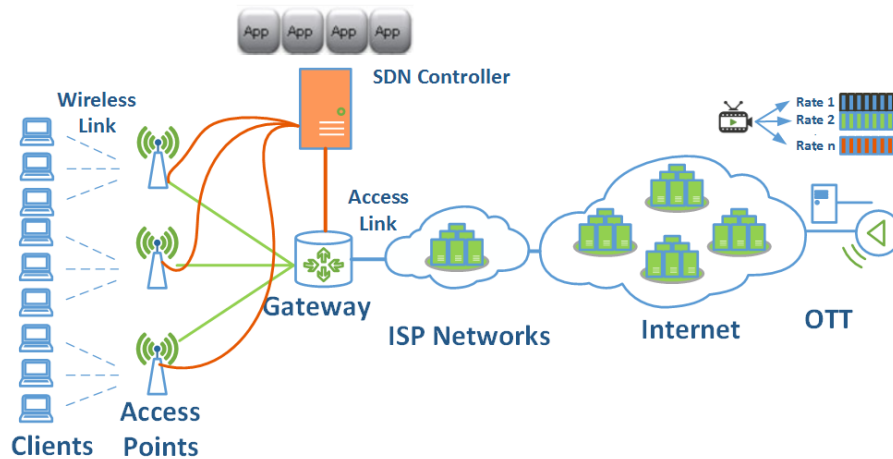 App App App App
SDN Controller
Wireless
Link
Rate 1
Rate 2
Rate n
Access
Link
Gateway
ISP Networks
Internet
OTT
Access
Points
Clients